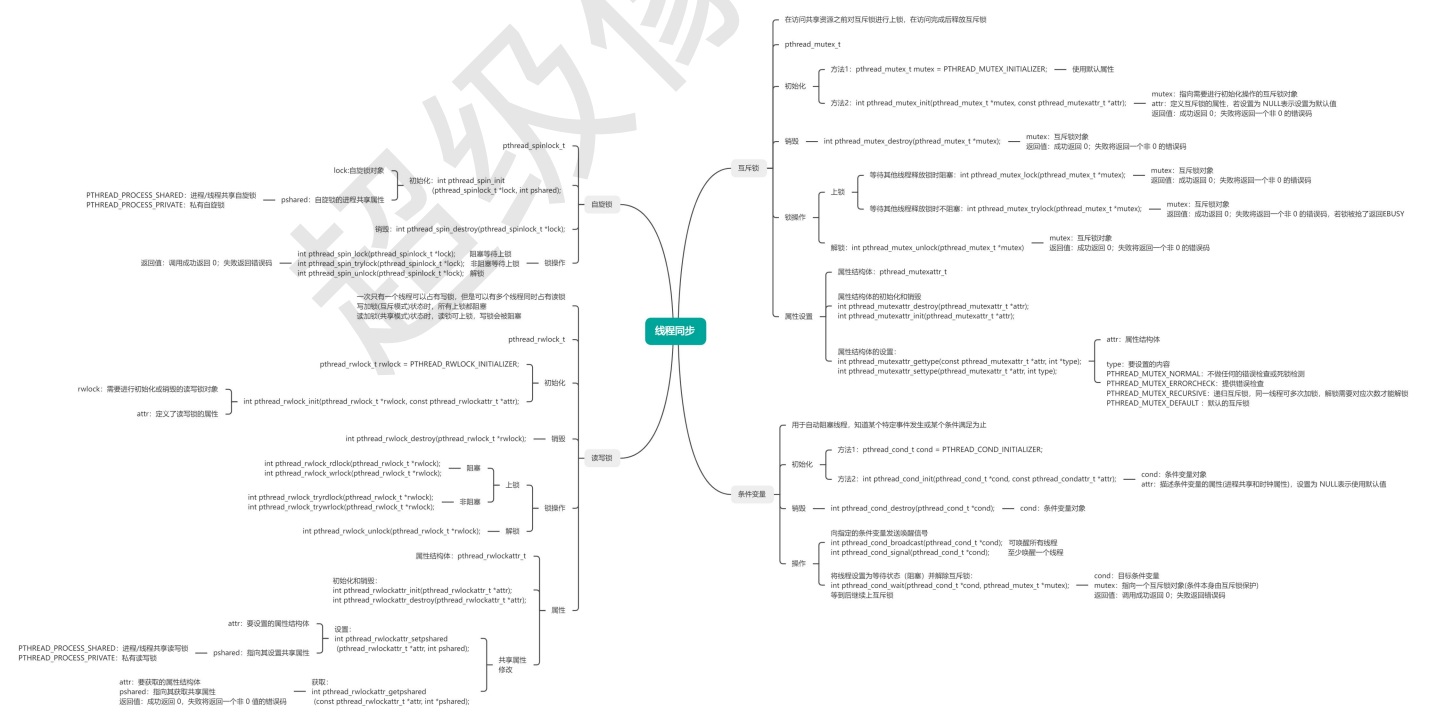 超级像
线程同步
互斥锁
在访问共享资源之前对互斥锁进行上锁，在访问完成后释放互斥锁
pthread_mutex_t
初始化
方法1：pthread_mutex_t mutex = PTHREAD_MUTEX_INITIALIZER;
使用默认属性
方法2：int pthread_mutex_init(pthread_mutex_t *mutex, const pthread_mutexattr_t *attr);
mutex：指向需要进行初始化操作的互斥锁对象
attr：定义互斥锁的属性，若设置为 NULL表示设置为默认值
返回值：成功返回 0；失败将返回一个非 0 的错误码
销毁
int pthread_mutex_destroy(pthread_mutex_t *mutex);
mutex：互斥锁对象
返回值：成功返回 0；失败将返回一个非 0 的错误码
锁操作
上锁
等待其他线程释放锁时阻塞：int pthread_mutex_lock(pthread_mutex_t *mutex);
mutex：互斥锁对象
返回值：成功返回 0；失败将返回一个非 0 的错误码
等待其他线程释放锁时不阻塞：int pthread_mutex_trylock(pthread_mutex_t *mutex);
mutex：互斥锁对象
返回值：成功返回 0；失败将返回一个非 0 的错误码，若锁被抢了返回EBUSY
解锁：int pthread_mutex_unlock(pthread_mutex_t *mutex)
mutex：互斥锁对象
返回值：成功返回 0；失败将返回一个非 0 的错误码
属性设置
属性结构体：pthread_mutexattr_t
属性结构体的初始化和销毁
int pthread_mutexattr_destroy(pthread_mutexattr_t *attr);
int pthread_mutexattr_init(pthread_mutexattr_t *attr);
属性结构体的设置：
int pthread_mutexattr_gettype(const pthread_mutexattr_t *attr, int *type);
int pthread_mutexattr_settype(pthread_mutexattr_t *attr, int type);
attr：属性结构体
type：要设置的内容
PTHREAD_MUTEX_NORMAL：不做任何的错误检查或死锁检测
PTHREAD_MUTEX_ERRORCHECK：提供错误检查
PTHREAD_MUTEX_RECURSIVE：递归互斥锁，同一线程可多次加锁，解锁需要对应次数才能解锁
PTHREAD_MUTEX_DEFAULT ：默认的互斥锁
条件变量
用于自动阻塞线程，知道某个特定事件发生或某个条件满足为止
初始化
方法1：pthread_cond_t cond = PTHREAD_COND_INITIALIZER;
方法2：int pthread_cond_init(pthread_cond_t *cond, const pthread_condattr_t *attr);
cond：条件变量对象
attr：描述条件变量的属性(进程共享和时钟属性)，设置为 NULL表示使用默认值
销毁
int pthread_cond_destroy(pthread_cond_t *cond);
cond：条件变量对象
操作
向指定的条件变量发送唤醒信号
int pthread_cond_broadcast(pthread_cond_t *cond); 可唤醒所有线程
int pthread_cond_signal(pthread_cond_t *cond); 至少唤醒一个线程
将线程设置为等待状态（阻塞）并解除互斥锁：
int pthread_cond_wait(pthread_cond_t *cond, pthread_mutex_t *mutex);
等到后继续上互斥锁
cond：目标条件变量
mutex：指向一个互斥锁对象(条件本身由互斥锁保护)
返回值：调用成功返回 0；失败返回错误码
自旋锁
pthread_spinlock_t
初始化：int pthread_spin_init
(pthread_spinlock_t *lock, int pshared);
lock:自旋锁对象
pshared：自旋锁的进程共享属性
PTHREAD_PROCESS_SHARED：进程/线程共享自旋锁
PTHREAD_PROCESS_PRIVATE：私有自旋锁
销毁：int pthread_spin_destroy(pthread_spinlock_t *lock);
锁操作
int pthread_spin_lock(pthread_spinlock_t *lock); 阻塞等待上锁
int pthread_spin_trylock(pthread_spinlock_t *lock); 非阻塞等待上锁
int pthread_spin_unlock(pthread_spinlock_t *lock); 解锁
返回值：调用成功返回 0；失败返回错误码
读写锁
一次只有一个线程可以占有写锁，但是可以有多个线程同时占有读锁
写加锁(互斥模式)状态时，所有上锁都阻塞
读加锁(共享模式)状态时，读锁可上锁，写锁会被阻塞
pthread_rwlock_t
初始化
pthread_rwlock_t rwlock = PTHREAD_RWLOCK_INITIALIZER;
int pthread_rwlock_init(pthread_rwlock_t *rwlock, const pthread_rwlockattr_t *attr);
rwlock：需要进行初始化或销毁的读写锁对象
attr：定义了读写锁的属性
销毁
int pthread_rwlock_destroy(pthread_rwlock_t *rwlock);
锁操作
上锁
阻塞
int pthread_rwlock_rdlock(pthread_rwlock_t *rwlock);
int pthread_rwlock_wrlock(pthread_rwlock_t *rwlock);
非阻塞
int pthread_rwlock_tryrdlock(pthread_rwlock_t *rwlock);
int pthread_rwlock_trywrlock(pthread_rwlock_t *rwlock);
解锁
int pthread_rwlock_unlock(pthread_rwlock_t *rwlock);
属性
属性结构体：pthread_rwlockattr_t
初始化和销毁：
int pthread_rwlockattr_init(pthread_rwlockattr_t *attr);
int pthread_rwlockattr_destroy(pthread_rwlockattr_t *attr);
共享属性
修改
设置：
int pthread_rwlockattr_setpshared
(pthread_rwlockattr_t *attr, int pshared);
attr：要设置的属性结构体
pshared：指向其设置共享属性
PTHREAD_PROCESS_SHARED：进程/线程共享读写锁
PTHREAD_PROCESS_PRIVATE：私有读写锁
获取：
int pthread_rwlockattr_getpshared
(const pthread_rwlockattr_t *attr, int *pshared);
attr：要获取的属性结构体
pshared：指向其获取共享属性
返回值：成功返回 0，失败将返回一个非 0 值的错误码